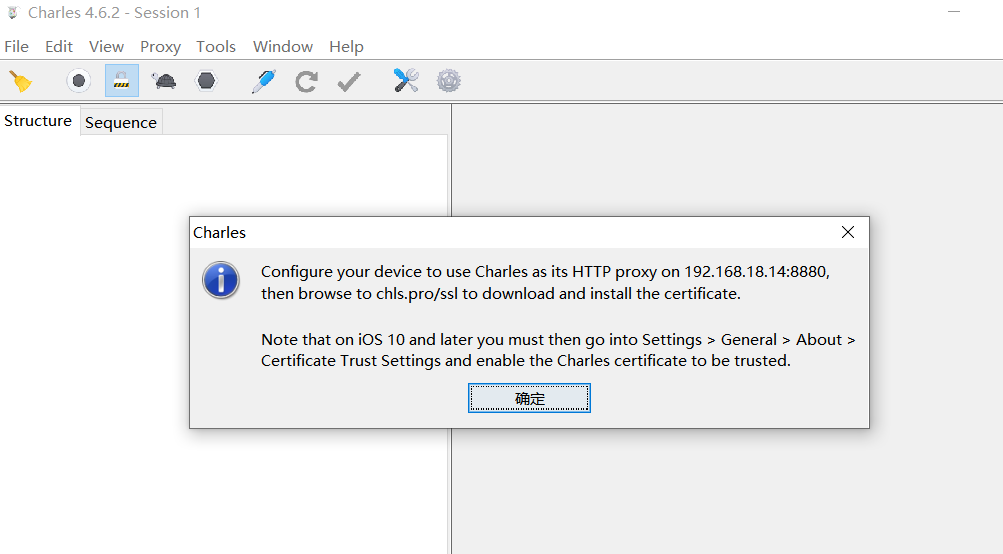 Charles 4.6.2 - Session 1
File Edit View Proxy Tools Window Help
Structure Sequence
Charles
Configure your device to use Charles as its HTTP proxy on 192.168.18.14:8880,
then browse to chls.pro/ssl to download and install the certificate.
Note that on iOS 10 and later you must then go into Settings > General > About >
Certificate Trust Settings and enable the Charles certificate to be trusted.
确定